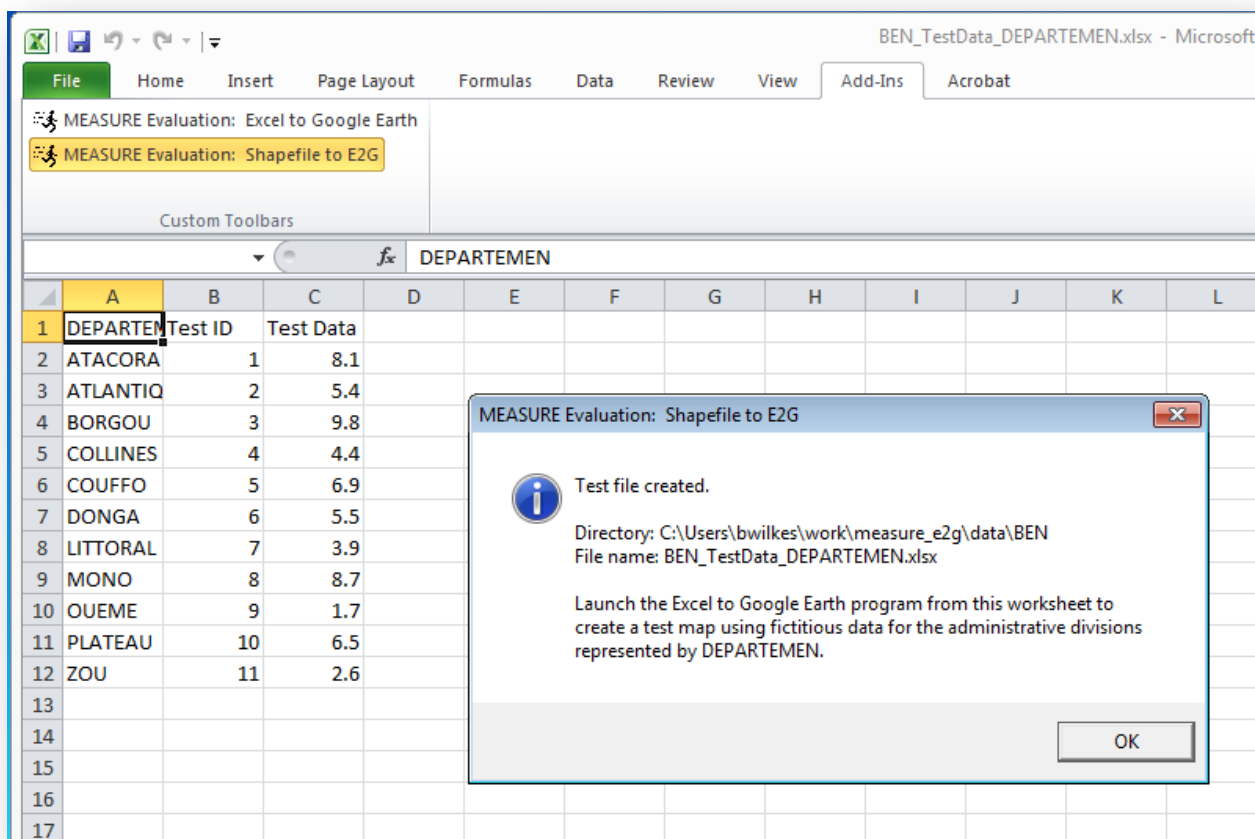 BEN_TestData_DEPARTEMEN.xlsx - Microsoft
File Home Insert Page Layout Formulas Data Review View Add-Ins Acrobat
MEASURE Evaluation: Excel to Google Earth
MEASURE Evaluation: Shapefile to E2G
Custom Toolbars
fx DEPARTEMEN
A B C D E F G H I J K L
1 DEPARTEM Test ID Test Data
2 ATACORA 1 8.1
3 ATLANTIQ 2 5.4
4 BORGOU 3 9.8
5 COLLINES 4 4.4
6 COUFFO 5 6.9
7 DONGA 6 5.5
8 LITTORAL 7 3.9
9 MONO 8 8.7
10 OUEME 9 1.7
11 PLATEAU 10 6.5
12 ZOU 11 2.6
13
14
15
16
17
MEASURE Evaluation: Shapefile to E2G
Test file created.
Directory: C:\Users\bwilkes\work\measure_e2g\data\BEN
File name: BEN_TestData_DEPARTEMEN.xlsx
Launch the Excel to Google Earth program from this worksheet to
create a test map using fictitious data for the administrative divisions
represented by DEPARTEMEN.
OK